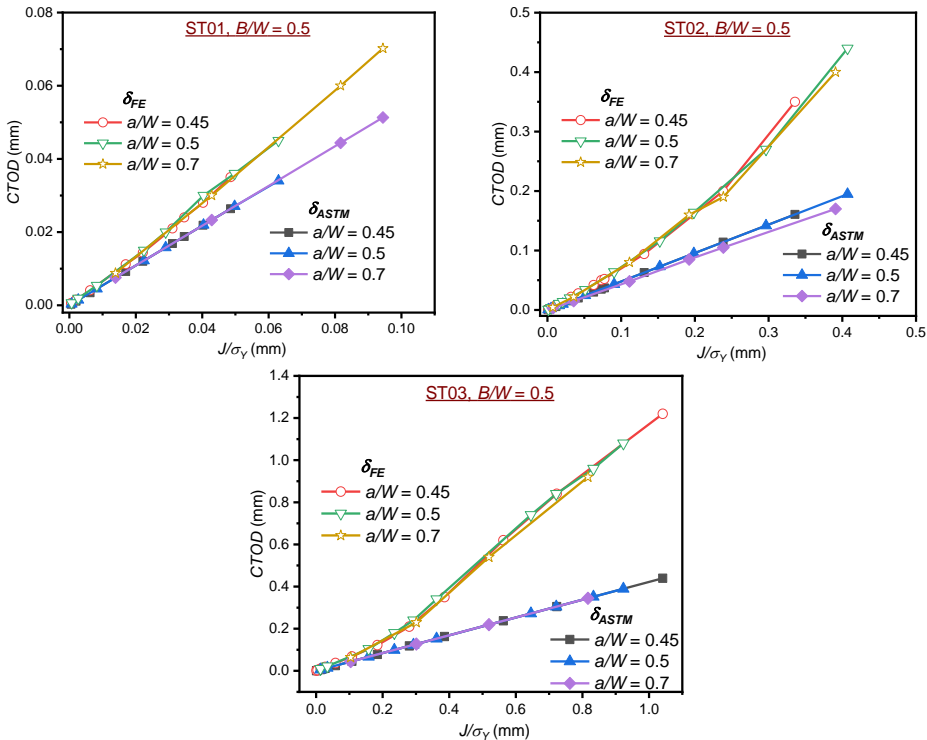 ST01, B/W = 0.5
CTOD (mm)
0.08
0.06
0.04
0.02
0.00
δFE
a/W = 0.45
a/W = 0.5
a/W = 0.7
δASTM
a/W = 0.45
a/W = 0.5
a/W = 0.7
0.00 0.02 0.04 0.06 0.08 0.10
J/σY (mm)
ST02, B/W = 0.5
CTOD (mm)
0.5
0.4
0.3
0.2
0.1
0.0
δFE
a/W = 0.45
a/W = 0.5
a/W = 0.7
δASTM
a/W = 0.45
a/W = 0.5
a/W = 0.7
0.0 0.1 0.2 0.3 0.4 0.5
J/σY (mm)
ST03, B/W = 0.5
CTOD (mm)
1.2
1.0
0.8
0.6
0.4
0.2
0.0
δFE
a/W = 0.45
a/W = 0.5
a/W = 0.7
δASTM
a/W = 0.45
a/W = 0.5
a/W = 0.7
0.0 0.2 0.4 0.6 0.8 1.0
J/σY (mm)